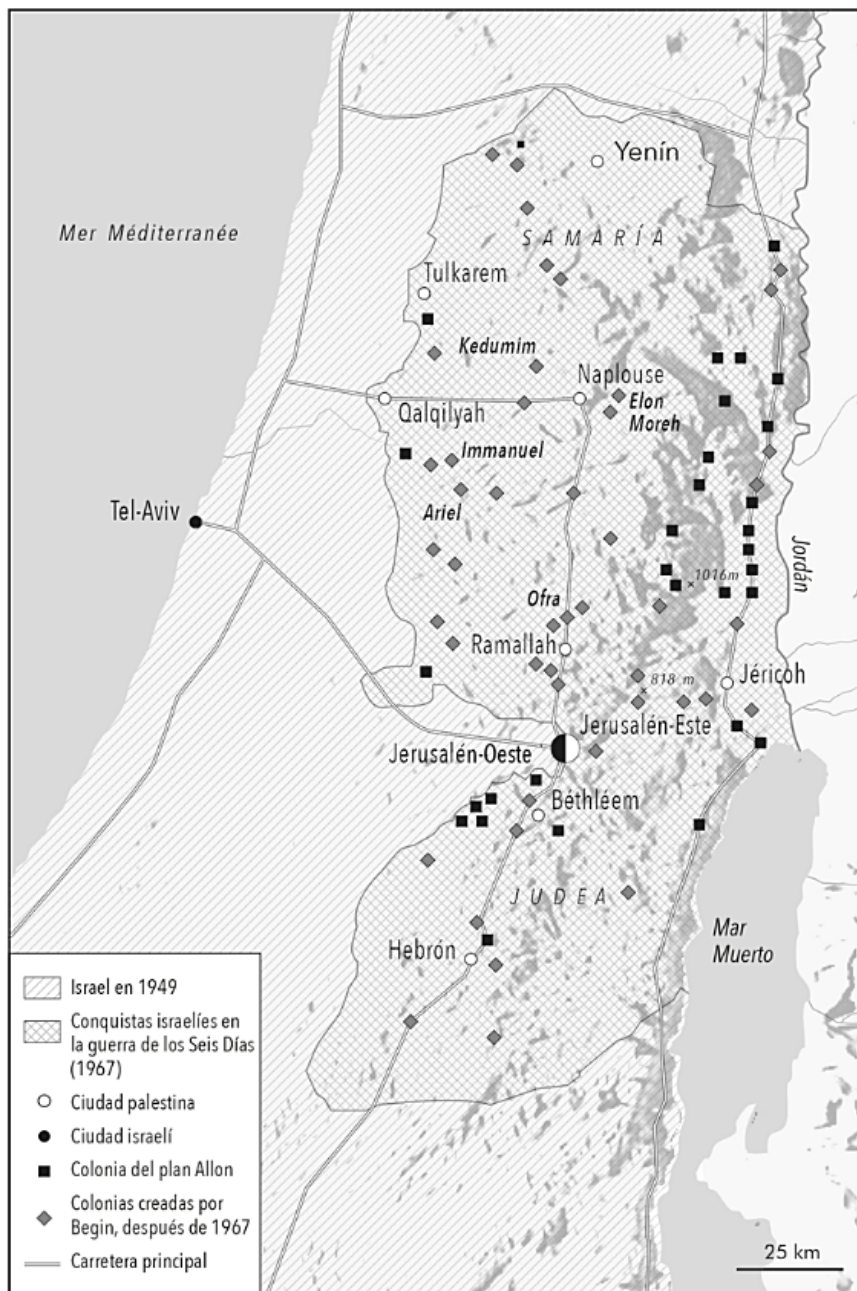 Yenín
Mer Méditerranée
SAMARÍA
Tulkarem
Kedumim
Naplouse
Qalqilyah
Elon
Moreh
Immanuel
Ariel
Tel-Aviv
Jordán
1016m
Ofra
Ramallah
818 m
Jéricoh
Jerusalén-Este
Jerusalén-Oeste
Béthléem
JUDEA
Mar
Muerto
Hebrón
Israel en 1949
Conquistas israelíes en
la guerra de los Seis Días
(1967)
Ciudad palestina
Ciudad israelí
Colonia del plan Allon
Colonias creadas por
Begin, después de 1967
Carretera principal
25 km